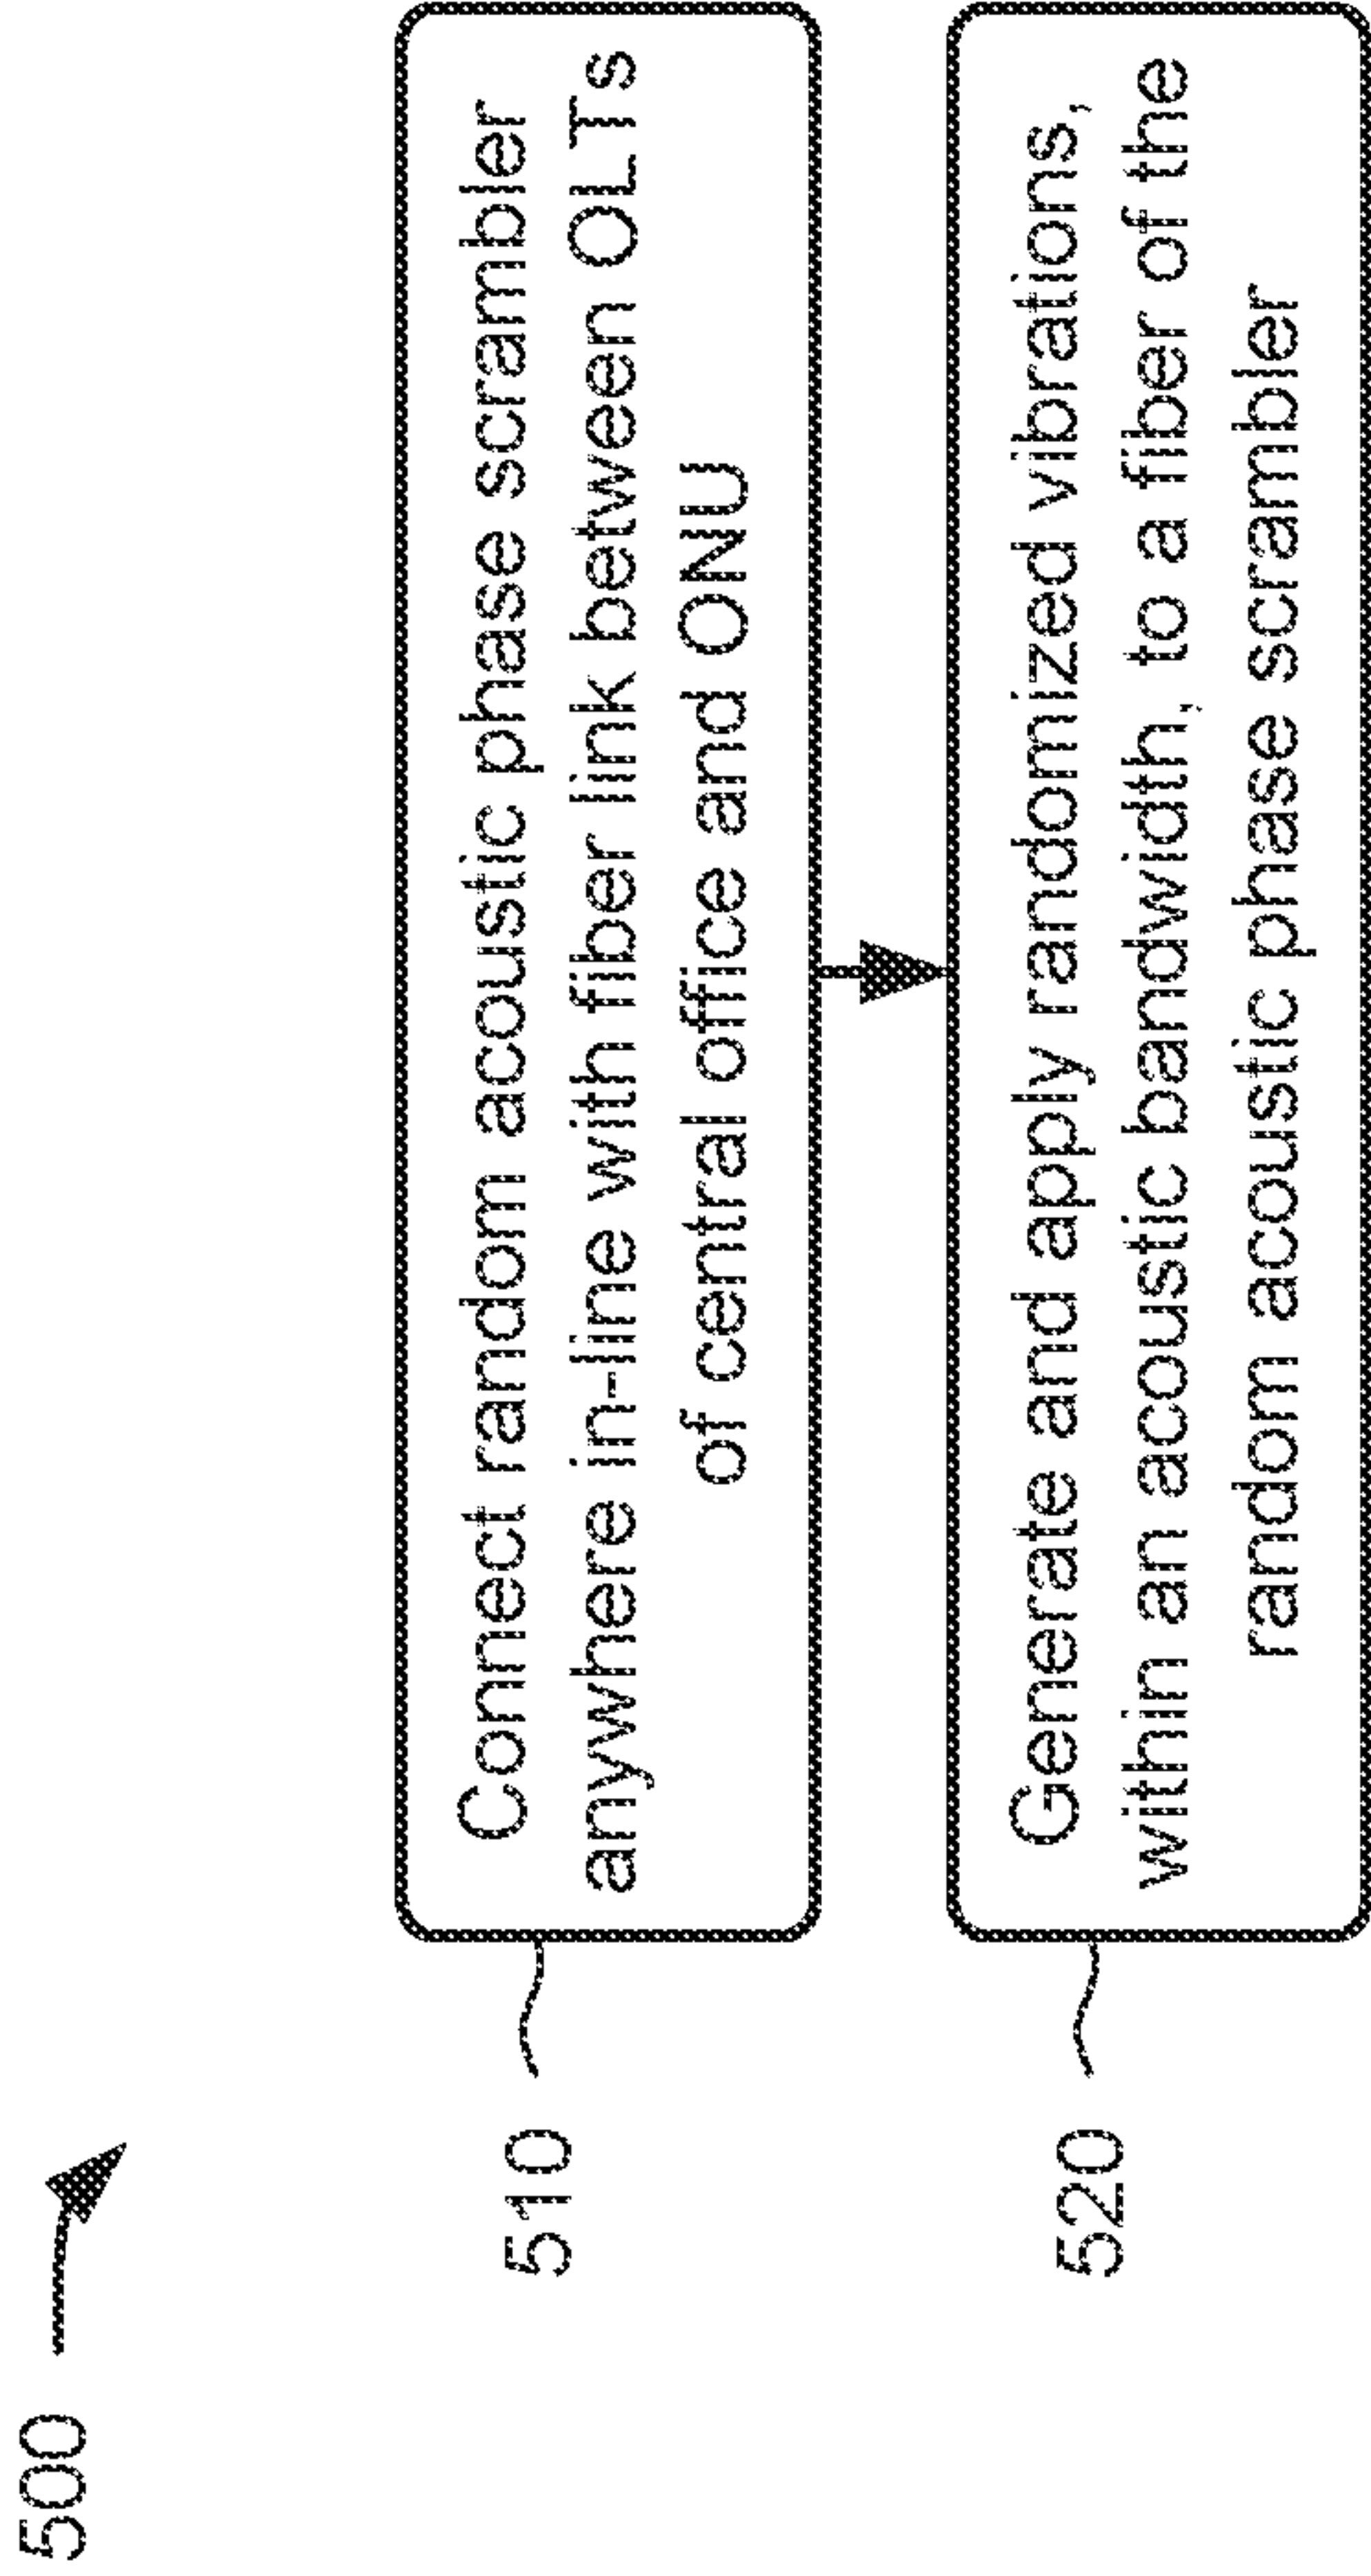 500
510
Connect random acoustic phase scrambler
anywhere in-line with fiber link between OLTs
of central office and ONU
520
Generate and apply randomized vibrations,
within an acoustic bandwidth, to a fiber of the
random acoustic phase scrambler